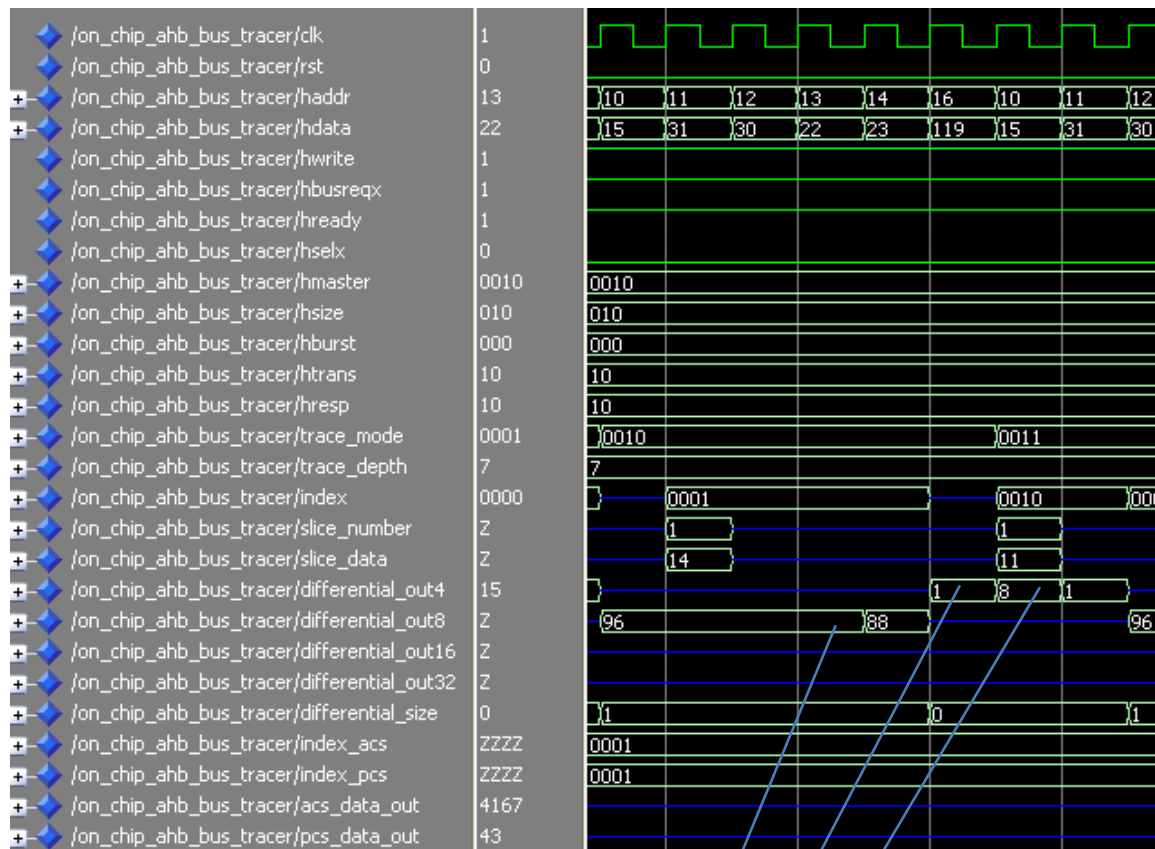 /on_chip_ahb_bus_tracer/clk 1
/on_chip_ahb_bus_tracer/rst 0
/on_chip_ahb_bus_tracer/haddr 13 10 11 12 13 14 16 10 11 12
/on_chip_ahb_bus_tracer/hdata 22 15 31 30 22 23 119 15 31 30
/on_chip_ahb_bus_tracer/hwrite 1
/on_chip_ahb_bus_tracer/hbusreqx 1
/on_chip_ahb_bus_tracer/hready 1
/on_chip_ahb_bus_tracer/hselx 0
/on_chip_ahb_bus_tracer/hmaster 0010 0010
/on_chip_ahb_bus_tracer/hsize 010 010
/on_chip_ahb_bus_tracer/hburst 000 000
/on_chip_ahb_bus_tracer/htrans 10 10
/on_chip_ahb_bus_tracer/hresp 10 10
/on_chip_ahb_bus_tracer/trace_mode 0001 0010 0011
/on_chip_ahb_bus_tracer/trace_depth 7 7
/on_chip_ahb_bus_tracer/index 0000 0001 0010 000
/on_chip_ahb_bus_tracer/slice_number Z 1 1
/on_chip_ahb_bus_tracer/slice_data Z 14 11
/on_chip_ahb_bus_tracer/differential_out4 15 1 8 1
/on_chip_ahb_bus_tracer/differential_out8 Z 96 88 96
/on_chip_ahb_bus_tracer/differential_out16 Z
/on_chip_ahb_bus_tracer/differential_out32 Z
/on_chip_ahb_bus_tracer/differential_size 0 1 0 1
/on_chip_ahb_bus_tracer/index_acs ZZZZ 0001
/on_chip_ahb_bus_tracer/index_pcs ZZZZ 0001
/on_chip_ahb_bus_tracer/acs_data_out 4167
/on_chip_ahb_bus_tracer/pcs_data_out 43